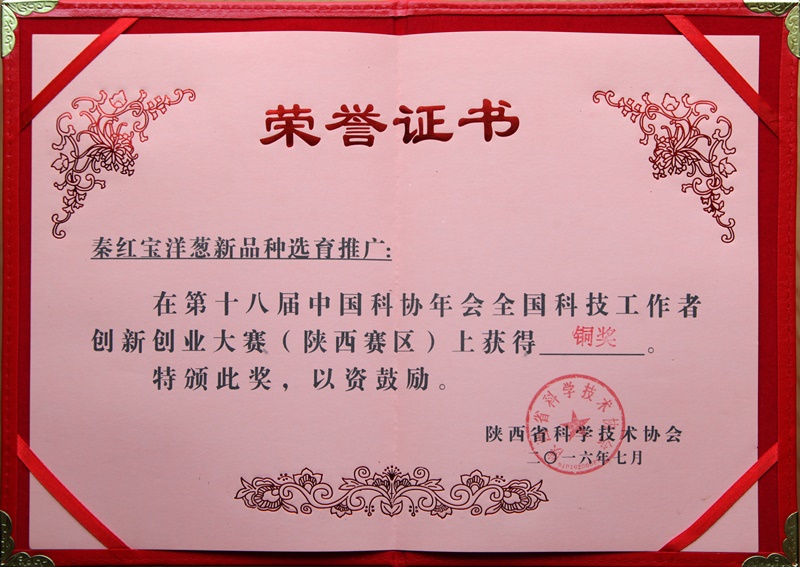 荣誉证书
秦红宝洋葱新品种选育推广:
在第十八届中国科协年会全国科技工作者
创新创业大赛（陕西赛区）上获得铜奖。
特颁此奖，以资鼓励。
陕西省科学技术协会
二〇一六年七月